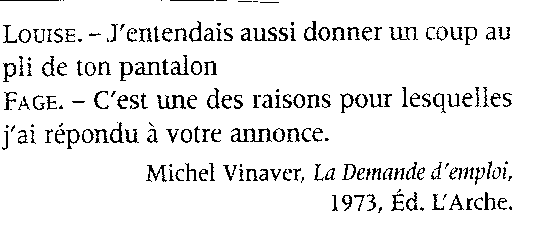 LOUISE. – J'entendais aussi donner un coup au
pli de ton pantalon
FAGE. – C'est une des raisons pour lesquelles
j'ai répondu à votre annonce.
Michel Vinaver, La Demande d'emploi,
1973, Éd. L'Arche.